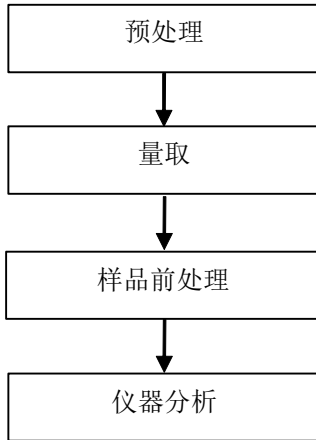 预处理
量取
样品前处理
仪器分析